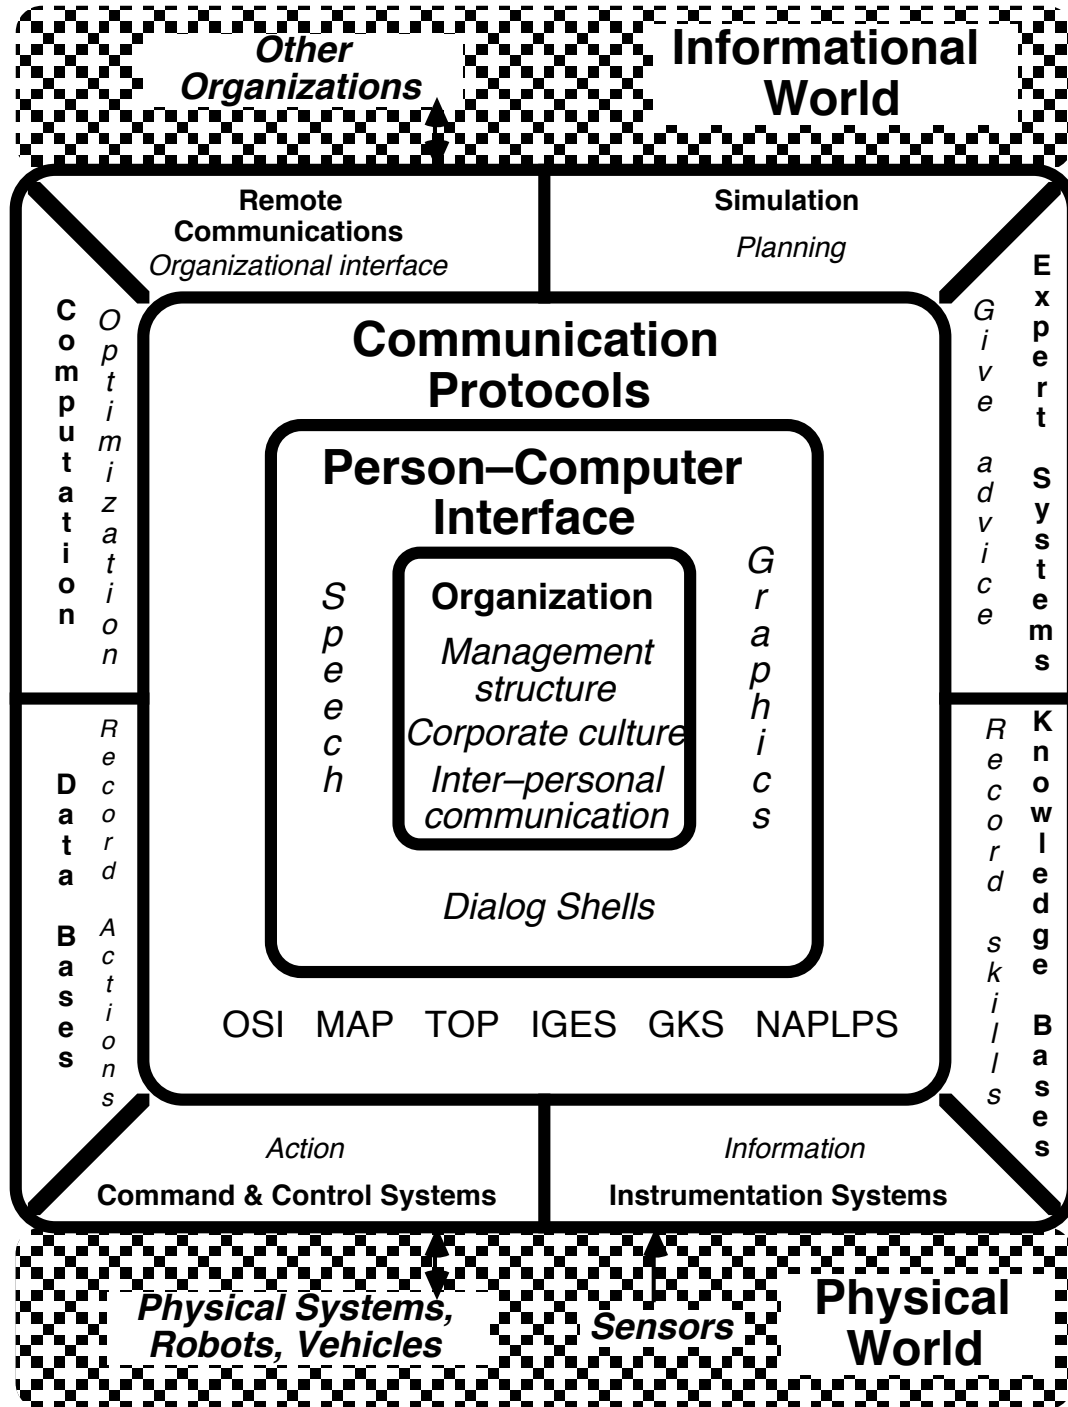 Other
Organizations
Informational
World
Remote
Communications
Organizational interface
Simulation
Planning
Computation
Optimization
Give advice
Expert Systems
Communication
Protocols
Person–Computer
Interface
Speech
Graphics
Organization
Management
structure
Corporate culture
Inter–personal
communication
Dialog Shells
Data Bases
Record Actions
Record skills
Knowledge Bases
OSI MAP TOP IGES GKS NAPLPS
Action
Command & Control Systems
Information
Instrumentation Systems
Physical Systems,
Robots, Vehicles
Sensors
Physical
World